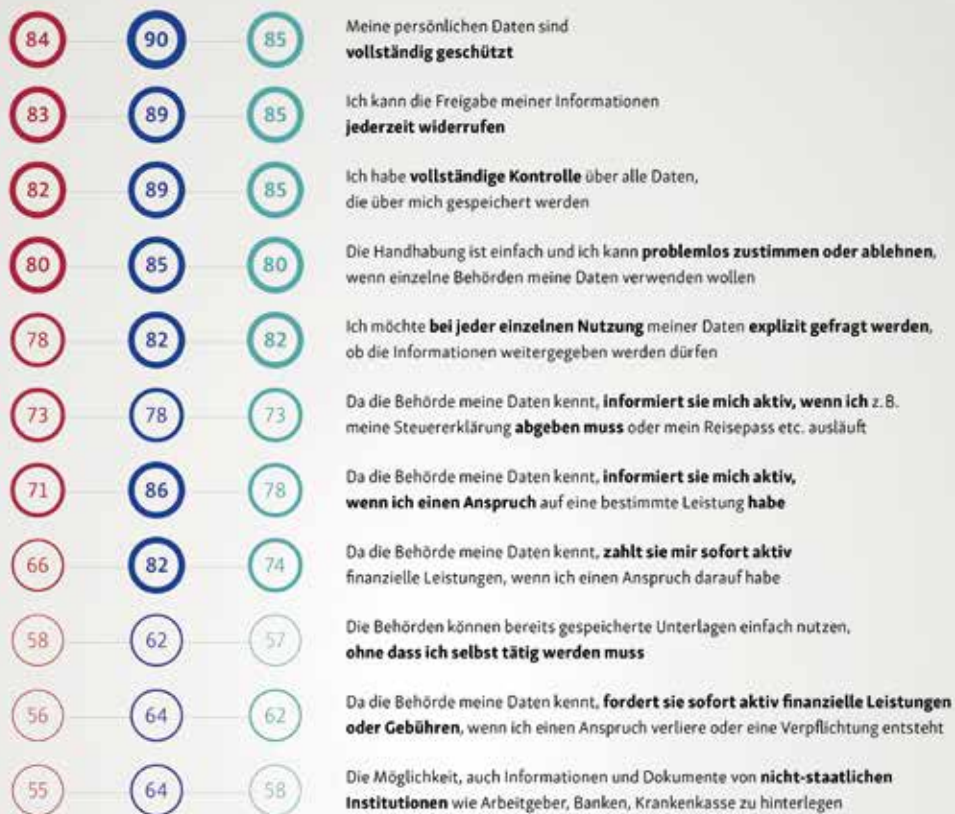 84 90 85 Meine persönlichen Daten sind
vollständig geschützt
83 89 85 Ich kann die Freigabe meiner Informationen
jederzeit widerrufen
82 89 85 Ich habe vollständige Kontrolle über alle Daten,
die über mich gespeichert werden
80 85 80 Die Handhabung ist einfach und ich kann problemlos zustimmen oder ablehnen,
wenn einzelne Behörden meine Daten verwenden wollen
78 82 82 Ich möchte bei jeder einzelnen Nutzung meiner Daten explizit gefragt werden,
ob die Informationen weitergegeben werden dürfen
73 78 73 Da die Behörde meine Daten kennt, informiert sie mich aktiv, wenn ich z. B.
meine Steuererklärung abgeben muss oder mein Reisepass etc. ausläuft
71 86 78 Da die Behörde meine Daten kennt, informiert sie mich aktiv,
wenn ich einen Anspruch auf eine bestimmte Leistung habe
66 82 74 Da die Behörde meine Daten kennt, zahlt sie mir sofort aktiv
finanzielle Leistungen, wenn ich einen Anspruch darauf habe
58 62 57 Die Behörden können bereits gespeicherte Unterlagen einfach nutzen,
ohne dass ich selbst tätig werden muss
56 64 62 Da die Behörde meine Daten kennt, fordert sie sofort aktiv finanzielle Leistungen
oder Gebühren, wenn ich einen Anspruch verliere oder eine Verpflichtung entsteht
55 64 58 Die Möglichkeit, auch Informationen und Dokumente von nicht-staatlichen
Institutionen wie Arbeitgeber, Banken, Krankenkasse zu hinterlegen